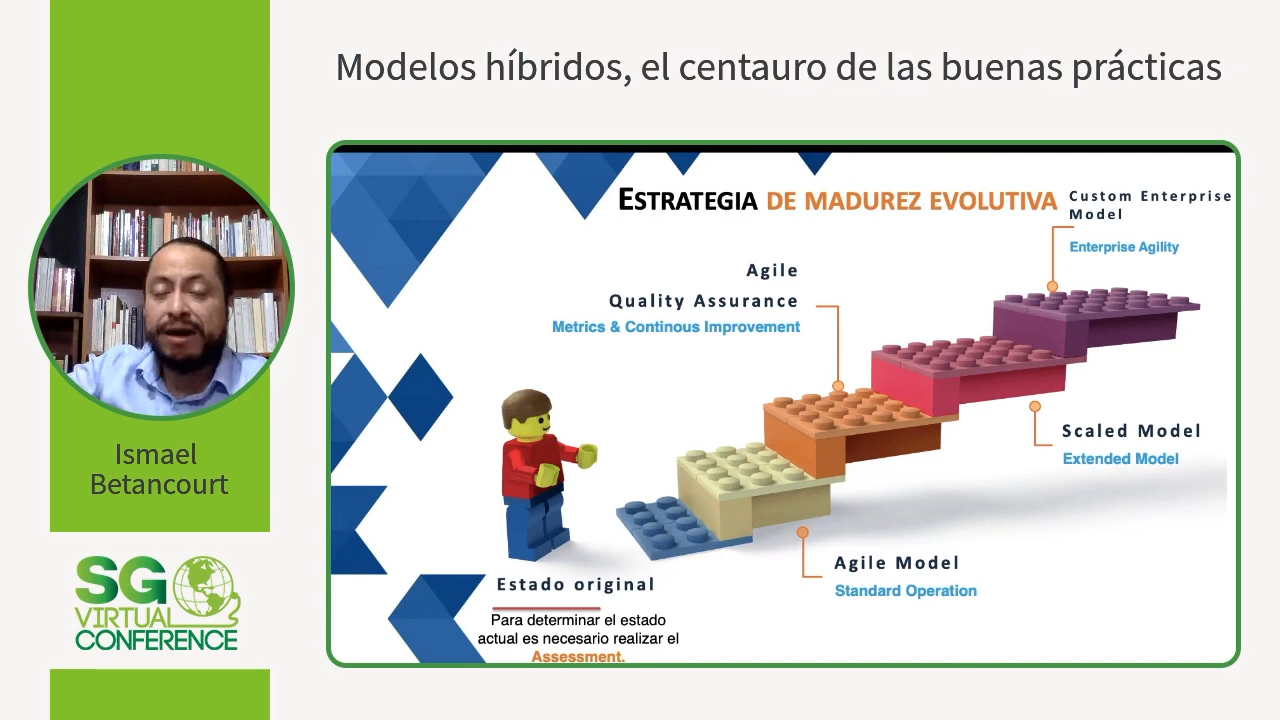 Modelos híbridos, el centauro de las buenas prácticas
ESTRATEGIA DE MADUREZ EVOLUTIVA
Custom Enterprise
Model
Enterprise Agility
Agile
Quality Assurance
Metrics & Continous Improvement
Scaled Model
Extended Model
Agile Model
Standard Operation
Estado original
Para determinar el estado
actual es necesario realizar el
Assessment.
Ismael
Betancourt
SG
VIRTUAL
CONFERENCE